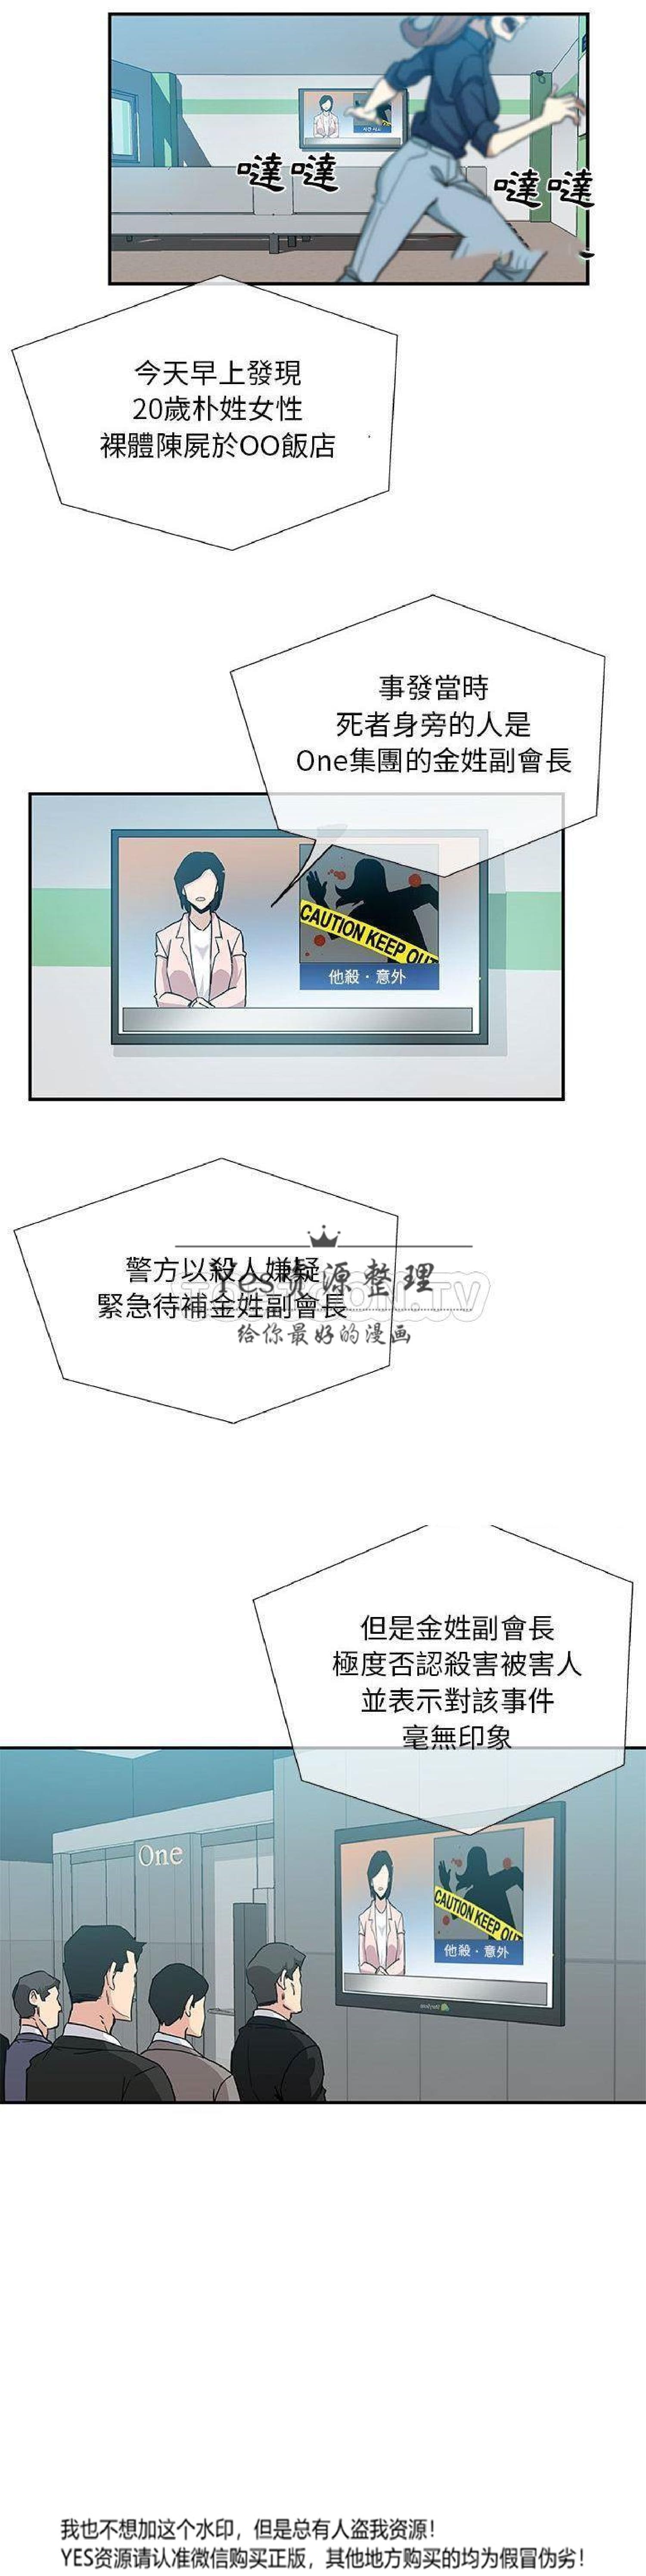 噠噠
噠噠
今天早上發現
20歲朴姓女性
裸體陳屍於OO飯店
事發當時
死者身旁的人是
One集團的金姓副會長
CAUTION KEEP OUT
他殺·意外
警方以殺人嫌疑
緊急待補金姓副會長
Yes资源整理
给你最好的漫画
但是金姓副會長
極度否認殺害被害人
並表示對該事件
毫無印象
One
CAUTION KEEP OUT
他殺·意外
我也不想加这个水印，但是总有人盗我资源！
YES资源请认准微信购买正版，其他地方购买的均为假冒伪劣！